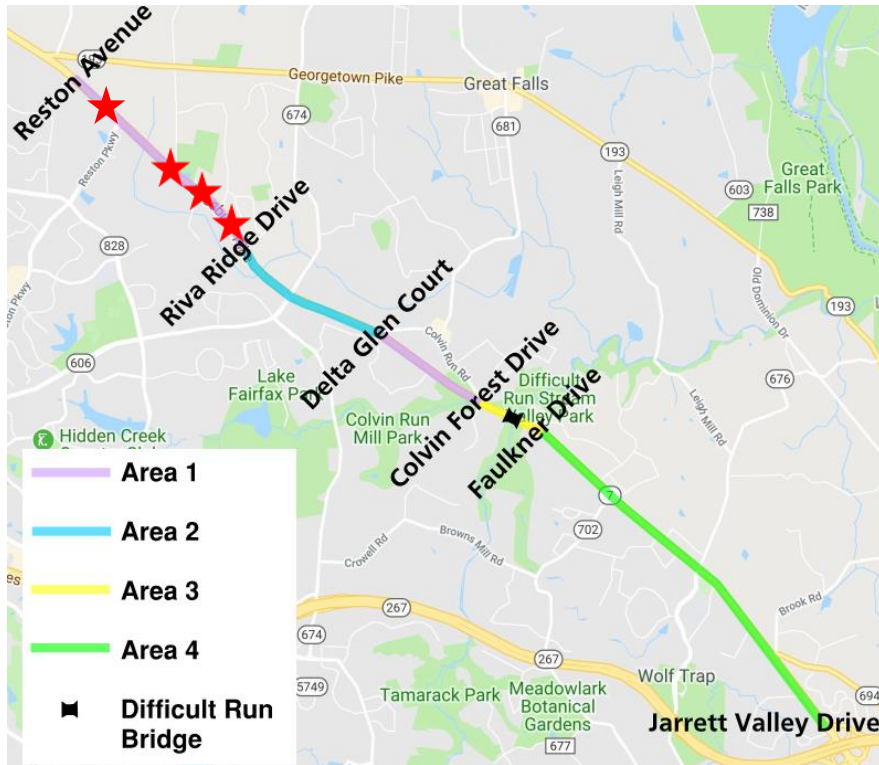 Reston Avenue
Georgetown Pike
Great Falls
674
681
193
Reston Pkwy
603
Great
Falls Park
738
828
Riva Ridge Drive
Leigh Mill Rd
Old Dominion Dr
193
606
Delta Glen Court
Colvin Run Rd
Lake
Fairfax Park
Colvin Forest Drive
Difficult
Run Stream
Valley Park
676
Colvin Run
Mill Park
Faulkner Drive
Leigh Mill Rd
Hidden Creek
7
702
Browns Mill Rd
Crowell Rd
Brook Rd
267
674
267
Wolf Trap
5749
694
Tamarack Park
Meadowlark
Botanical
Gardens
677
Jarrett Valley Drive
Area 1
Area 2
Area 3
Area 4
Difficult Run
Bridge